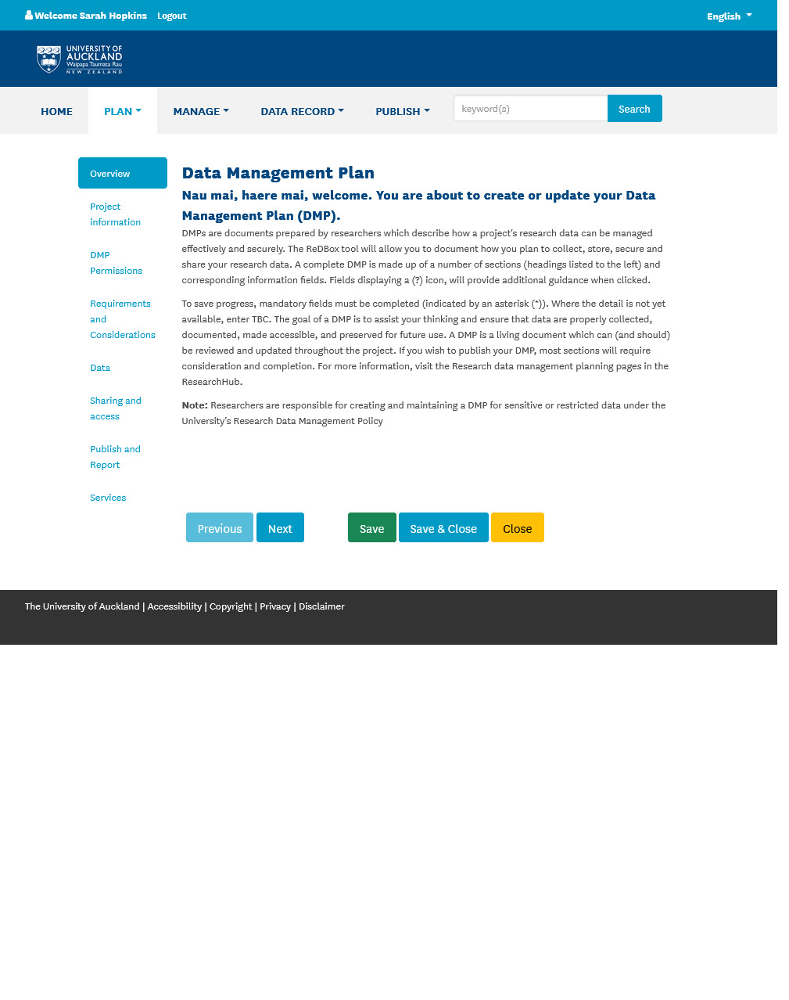 Welcome Sarah Hopkins Logout English
UNIVERSITY OF
AUCKLAND
Waipapa Taumata Rau
NEW ZEALAND
HOME PLAN MANAGE DATA RECORD PUBLISH keyword(s) Search
Overview
Project
information
DMP
Permissions
Requirements
and
Considerations
Data
Sharing and
access
Publish and
Report
Services
Data Management Plan
Nau mai, haere mai, welcome. You are about to create or update your Data
Management Plan (DMP).
DMPs are documents prepared by researchers which describe how a project's research data can be managed
effectively and securely. The ReDBox tool will allow you to document how you plan to collect, store, secure and
share your research data. A complete DMP is made up of a number of sections (headings listed to the left) and
corresponding information fields. Fields displaying a (?) icon, will provide additional guidance when clicked.
To save progress, mandatory fields must be completed (indicated by an asterisk (*)). Where the detail is not yet
available, enter TBC. The goal of a DMP is to assist your thinking and ensure that data are properly collected,
documented, made accessible, and preserved for future use. A DMP is a living document which can (and should)
be reviewed and updated throughout the project. If you wish to publish your DMP, most sections will require
consideration and completion. For more information, visit the Research data management planning pages in the
ResearchHub.
Note: Researchers are responsible for creating and maintaining a DMP for sensitive or restricted data under the
University's Research Data Management Policy
Previous Next Save Save & Close Close
The University of Auckland | Accessibility | Copyright | Privacy | Disclaimer